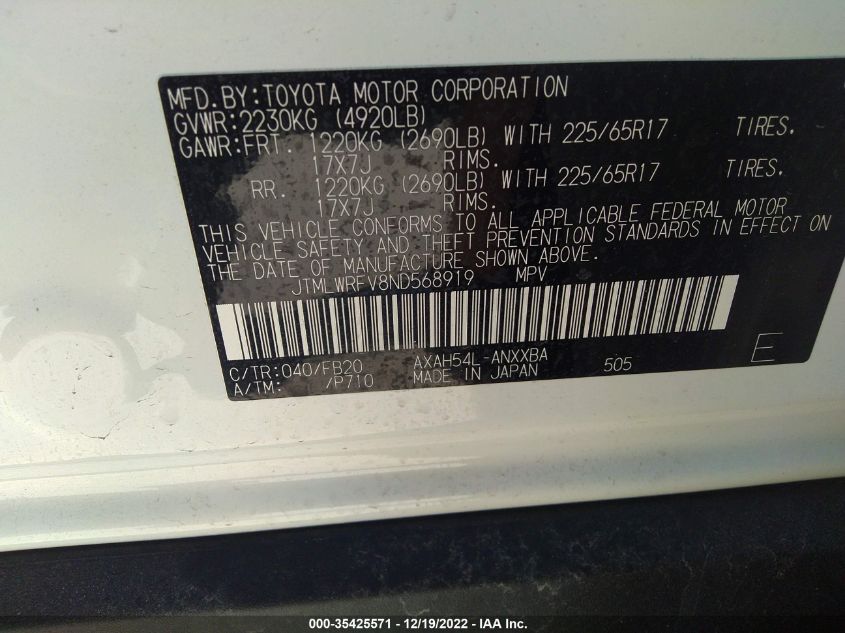 MFD.BY:TOYOTA MOTOR CORPORATION
GVWR:2230KG (4920LB)
GAWR:FRT. 1220KG (2690LB) WITH 225/65R17 TIRES.
17X7J RIMS.
RR. 1220KG (2690LB) WITH 225/65R17 TIRES.
17X7J RIMS.
THIS VEHICLE CONFORMS TO ALL APPLICABLE FEDERAL MOTOR
VEHICLE SAFETY AND THEFT PREVENTION STANDARDS IN EFFECT ON
THE DATE OF MANUFACTURE SHOWN ABOVE.
JTMLWRFV8ND568919 MPV
C/TR:040/FB20 AXAH54L-ANXXBA 505 E
A/TM: /P710 MADE IN JAPAN
000-35425571 - 12/19/2022 - IAA Inc.